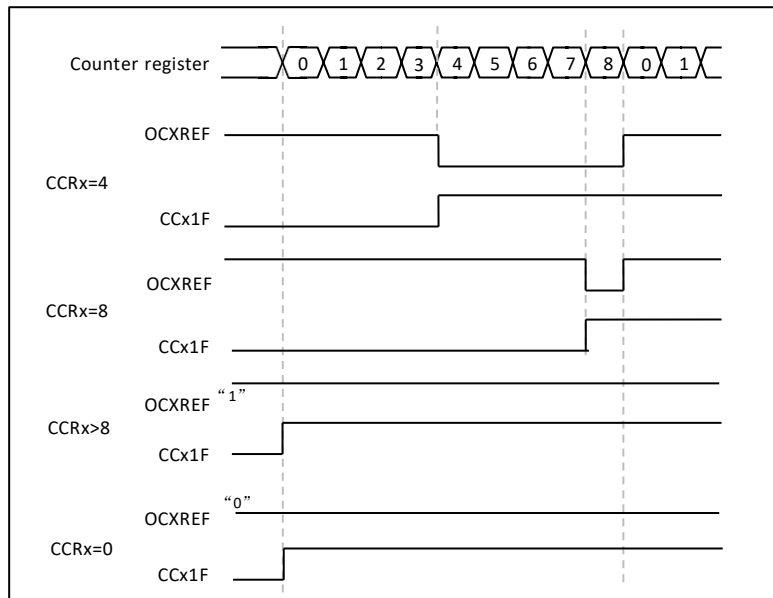 Counter register 0 1 2 3 4 5 6 7 8 0 1
OCXREF
CCRx=4
CCx1F
OCXREF
CCRx=8
CCx1F
OCXREF “1”
CCRx>8
CCx1F
OCXREF “0”
CCRx=0
CCx1F